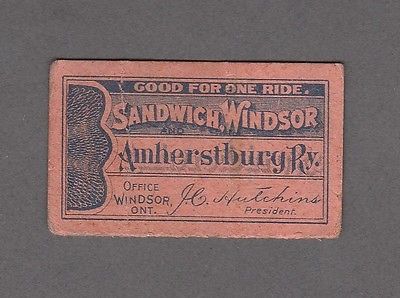 GOOD FOR ONE RIDE.
SANDWICH, WINDSOR
AND
Amherstburg Ry.
OFFICE
WINDSOR,
ONT.
J.C. Hutchins
President.